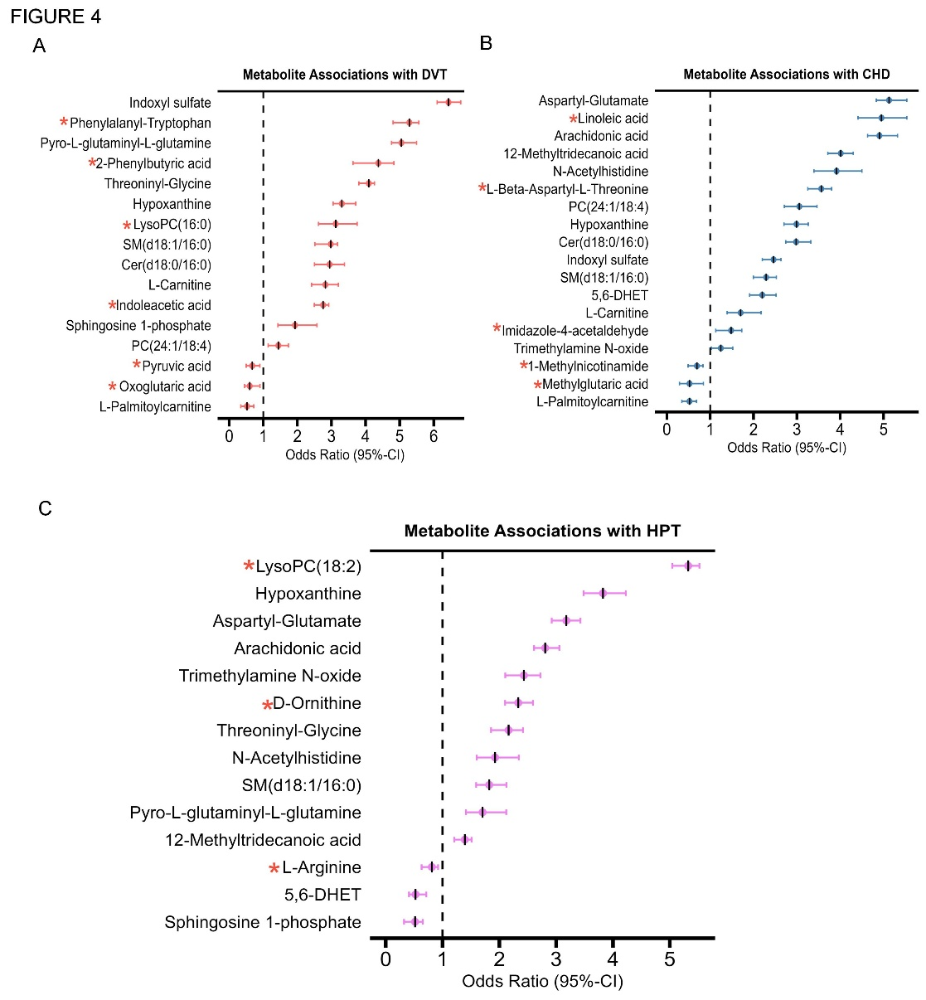 FIGURE 4
A
Metabolite Associations with DVT
Indoxyl sulfate
*Phenylalanyl-Tryptophan
Pyro-L-glutaminyl-L-glutamine
*2-Phenylbutyric acid
Threoninyl-Glycine
Hypoxanthine
*LysoPC(16:0)
SM(d18:1/16:0)
Cer(d18:0/16:0)
L-Carnitine
*Indoleacetic acid
Sphingosine 1-phosphate
PC(24:1/18:4)
*Pyruvic acid
* Oxoglutaric acid
L-Palmitoylcarnitine
0 1 2 3 4 5 6
Odds Ratio (95%-CI)
B
Metabolite Associations with CHD
Aspartyl-Glutamate
*Linoleic acid
Arachidonic acid
12-Methyltridecanoic acid
N-Acetylhistidine
*L-Beta-Aspartyl-L-Threonine
PC(24:1/18:4)
Hypoxanthine
Cer(d18:0/16:0)
Indoxyl sulfate
SM(d18:1/16:0)
5,6-DHET
L-Carnitine
*Imidazole-4-acetaldehyde
Trimethylamine N-oxide
*1-Methylnicotinamide
*Methylglutaric acid
L-Palmitoylcarnitine
0 1 2 3 4 5
Odds Ratio (95%-CI)
C
Metabolite Associations with HPT
*LysoPC(18:2)
Hypoxanthine
Aspartyl-Glutamate
Arachidonic acid
Trimethylamine N-oxide
*D-Ornithine
Threoninyl-Glycine
N-Acetylhistidine
SM(d18:1/16:0)
Pyro-L-glutaminyl-L-glutamine
12-Methyltridecanoic acid
* L-Arginine
5,6-DHET
Sphingosine 1-phosphate
0 1 2 3 4 5
Odds Ratio (95%-CI)